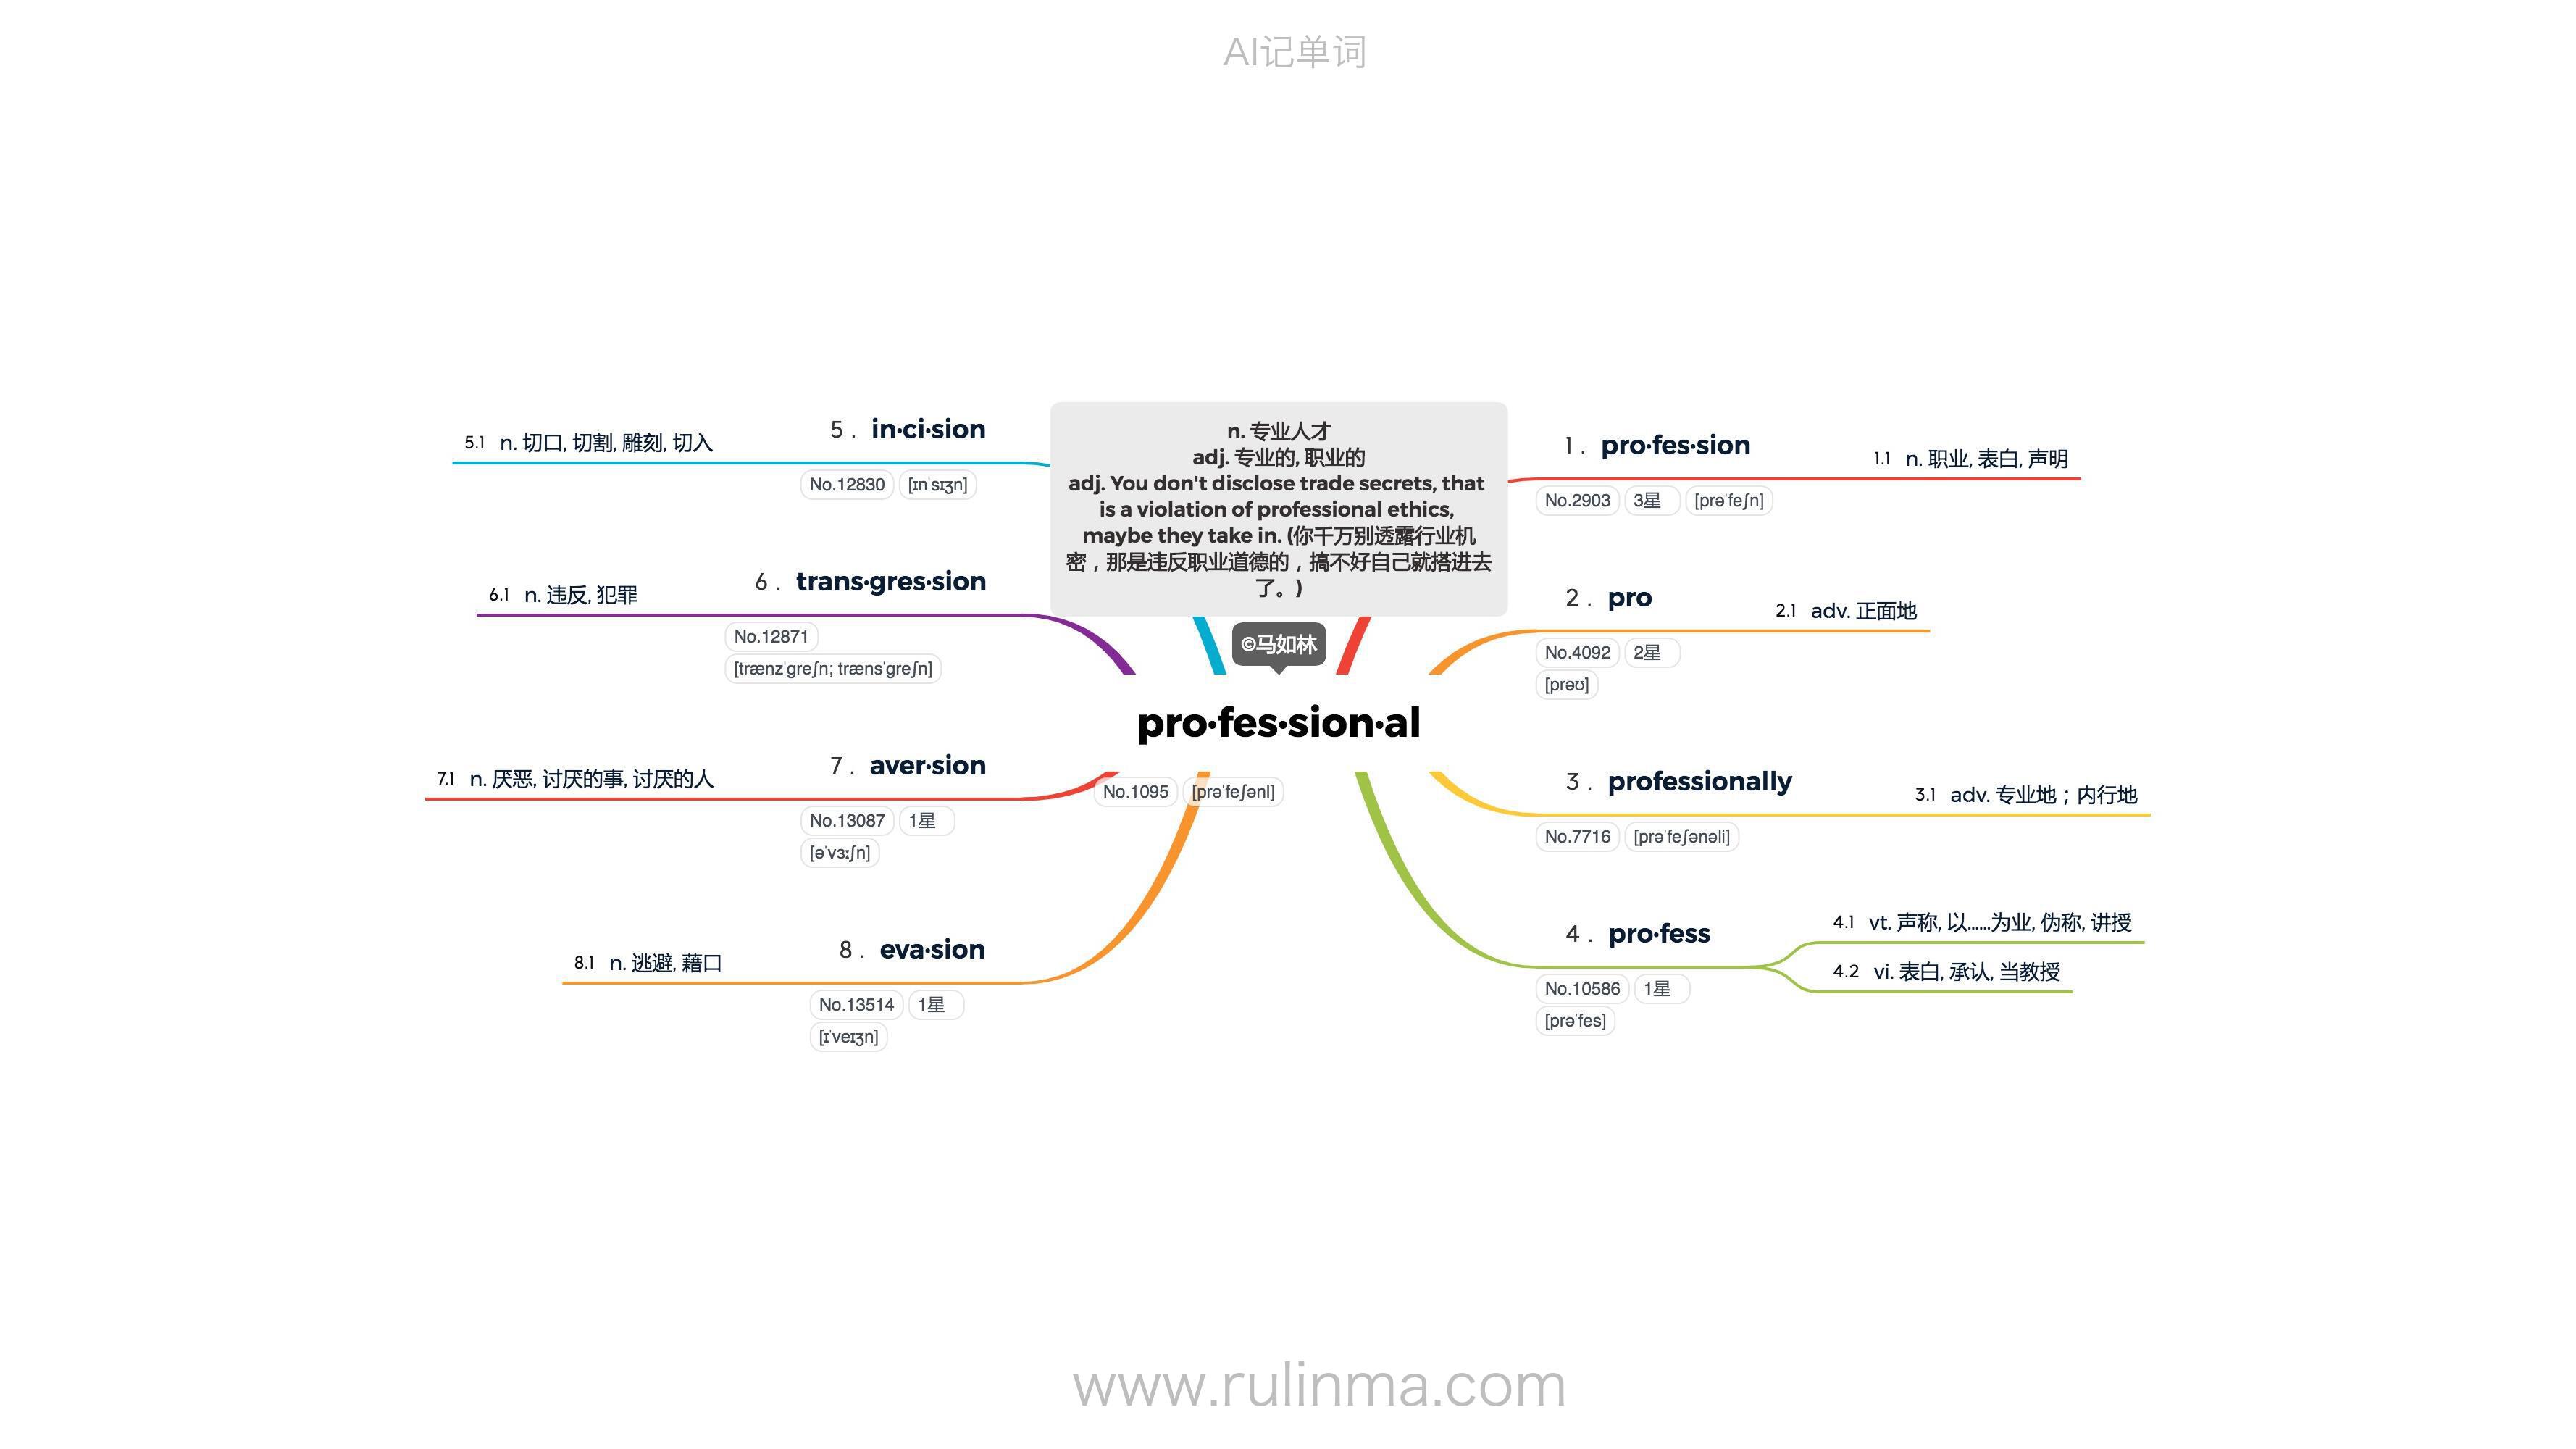 AI记单词
n. 专业人才
adj. 专业的, 职业的
adj. You don't disclose trade secrets, that
is a violation of professional ethics,
maybe they take in. (你千万别透露行业机
密，那是违反职业道德的，搞不好自己就搭进去
了。)
©马如林
pro·fes·sion·al
No.1095 [prəˈfeʃənl]
1 . pro·fes·sion
No.2903 3星 [prəˈfeʃn]
1.1 n. 职业, 表白, 声明
2 . pro
No.4092 2星
[prəʊ]
2.1 adv. 正面地
3 . professionally
No.7716 [prəˈfeʃənəli]
3.1 adv. 专业地；内行地
4 . pro·fess
No.10586 1星
[prəˈfes]
4.1 vt. 声称, 以......为业, 伪称, 讲授
4.2 vi. 表白, 承认, 当教授
5 . in·ci·sion
No.12830 [ɪnˈsɪʒn]
5.1 n. 切口, 切割, 雕刻, 切入
6 . trans·gres·sion
No.12871
[trænzˈɡreʃn; trænsˈɡreʃn]
6.1 n. 违反, 犯罪
7 . aver·sion
No.13087 1星
[əˈvɜːʃn]
7.1 n. 厌恶, 讨厌的事, 讨厌的人
8 . eva·sion
No.13514 1星
[ɪˈveɪʒn]
8.1 n. 逃避, 藉口
www.rulinma.com